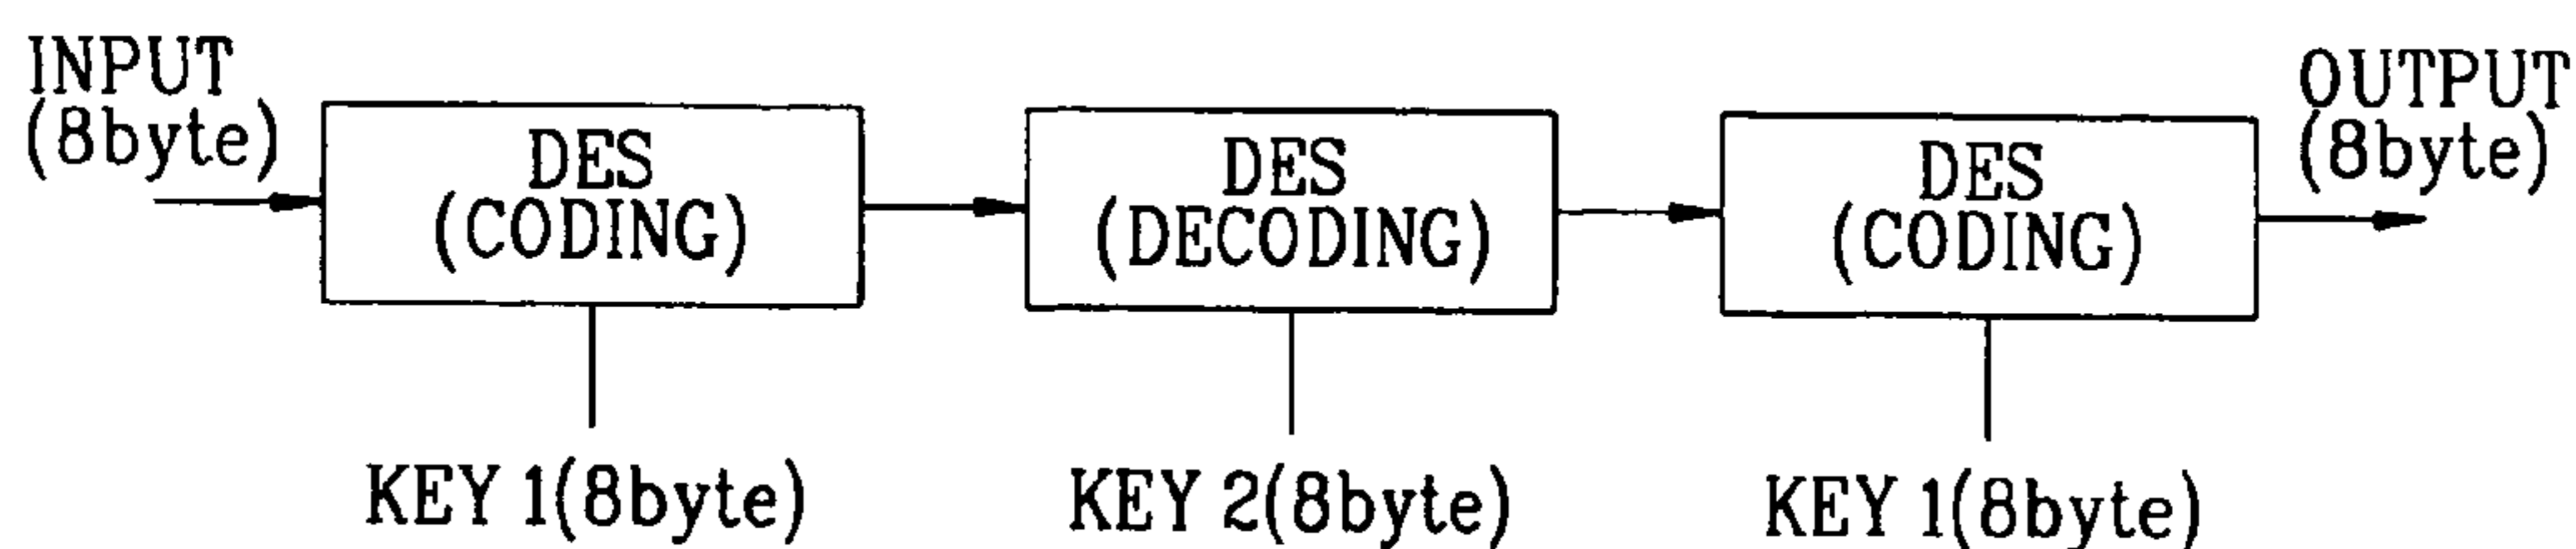 INPUT
(8byte)
DES
(CODING)
KEY 1(8byte)
DES
(DECODING)
KEY 2(8byte)
DES
(CODING)
KEY 1(8byte)
OUTPUT
(8byte)